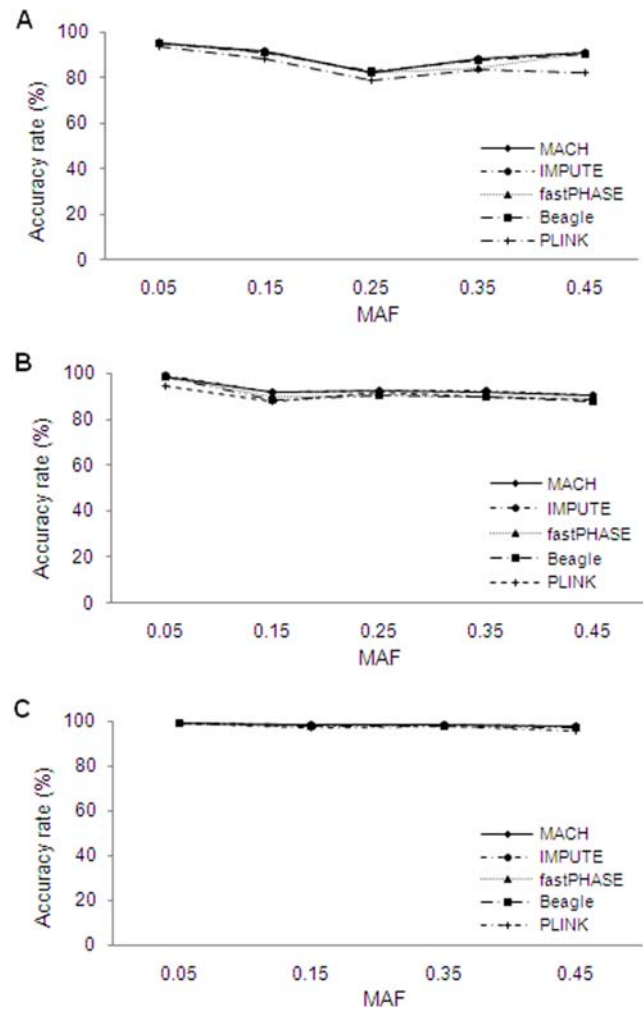 A
Accuracy rate (%)
100
80
60
40
20
0
MACH
IMPUTE
fastPHASE
Beagle
PLINK
0.05 0.15 0.25 0.35 0.45
MAF
B
Accuracy rate (%)
100
80
60
40
20
0
MACH
IMPUTE
fastPHASE
Beagle
PLINK
0.05 0.15 0.25 0.35 0.45
MAF
C
Accuracy rate (%)
100
80
60
40
20
0
MACH
IMPUTE
fastPHASE
Beagle
PLINK
0.05 0.15 0.35 0.45
MAF